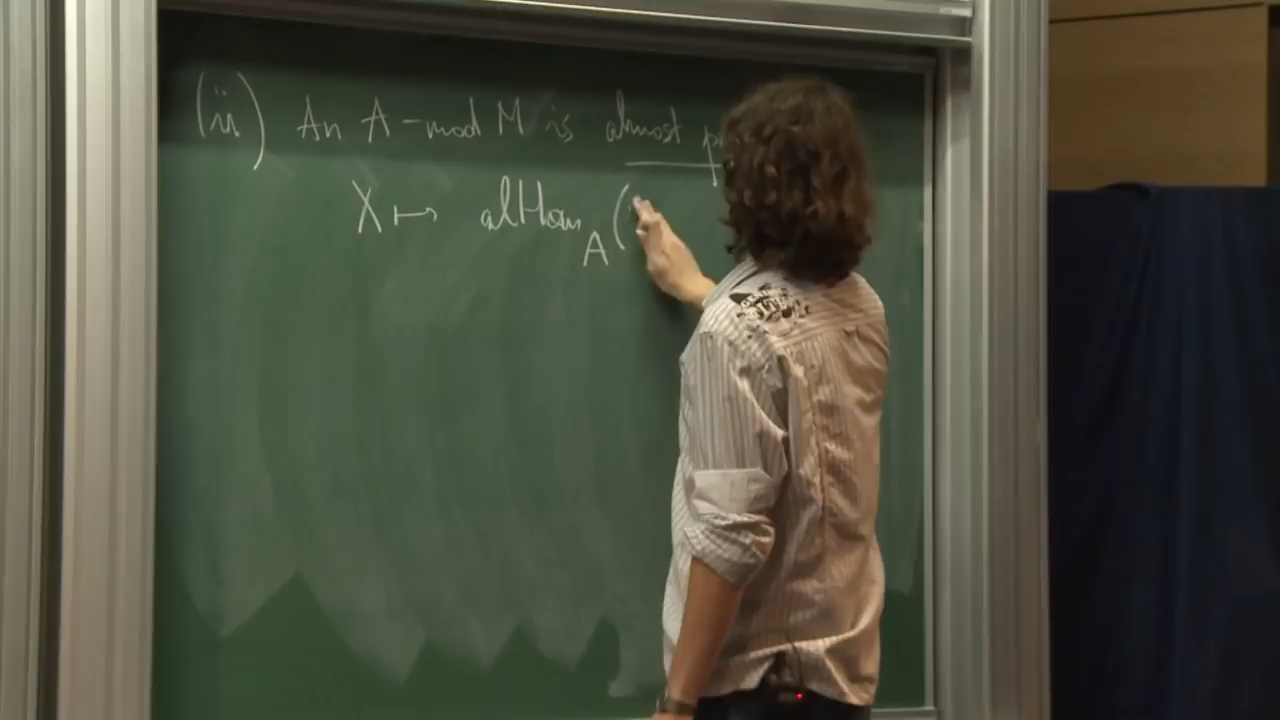 (ii) An A-mod M is almost p
X ↦ alHom_A (